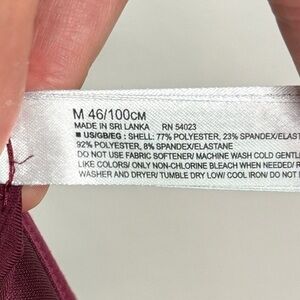 M 46/100CM
MADE IN SRI LANKA RN 54023
■ US/GB/EG : SHELL: 77% POLYESTER, 23% SPANDEX/ELAST
92% POLYESTER, 8% SPANDEX/ELASTANE
DO NOT USE FABRIC SOFTENER/ MACHINE WASH COLD GENTL
LIKE COLORS/ ONLY NON-CHLORINE BLEACH WHEN NEEDED/ R
WASHER AND DRYER/ TUMBLE DRY LOW/ COOL IRON/ DO NOT